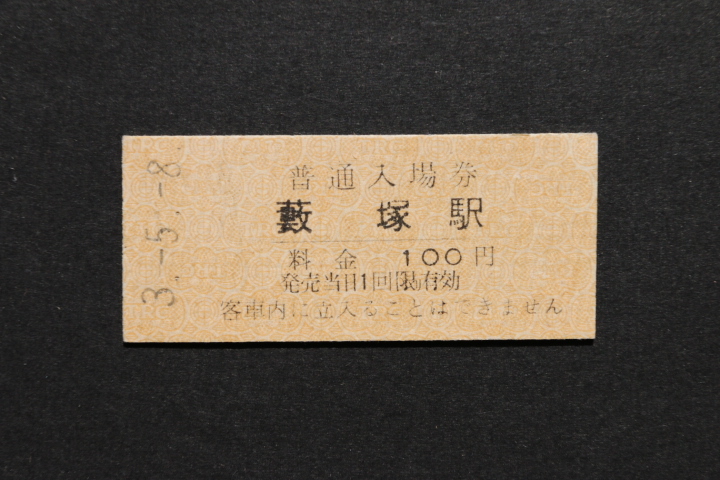 普通入場券
藪塚駅
料金 100円
発売当日1回限有効
客車内に立入ることはできません
3.-5.-8.